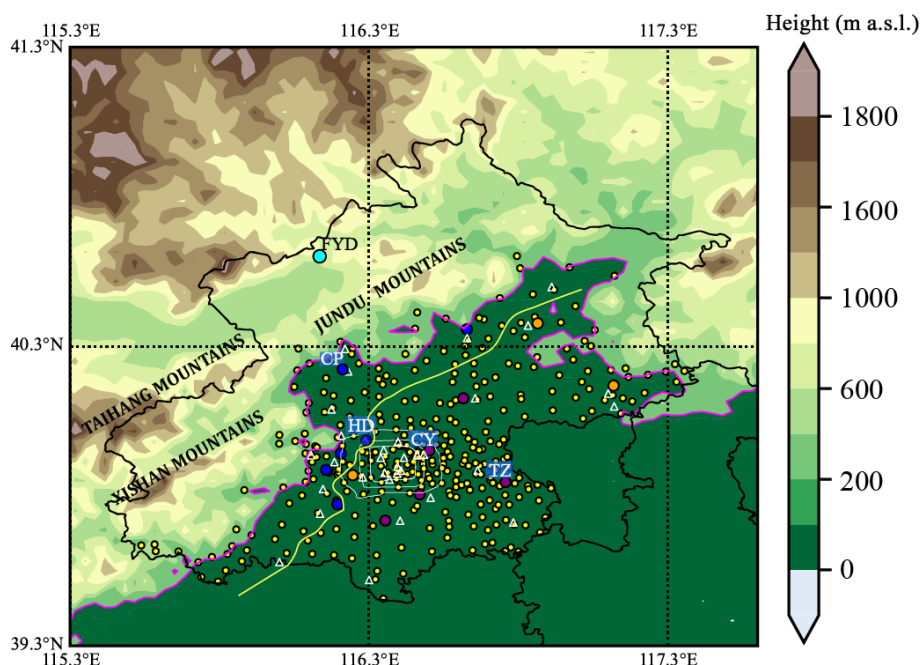 115.3°E
116.3°E
117.3°E
Height (m a.s.l.)
41.3°N
1800
1600
FYD
JUNDU MOUNTAINS
1000
40.3°N
CP
TAIHANG MOUNTAINS
600
HD
CY
XISHAN MOUNTAINS
TZ
200
0
39.3°N
115.3°E
116.3°E
117.3°E